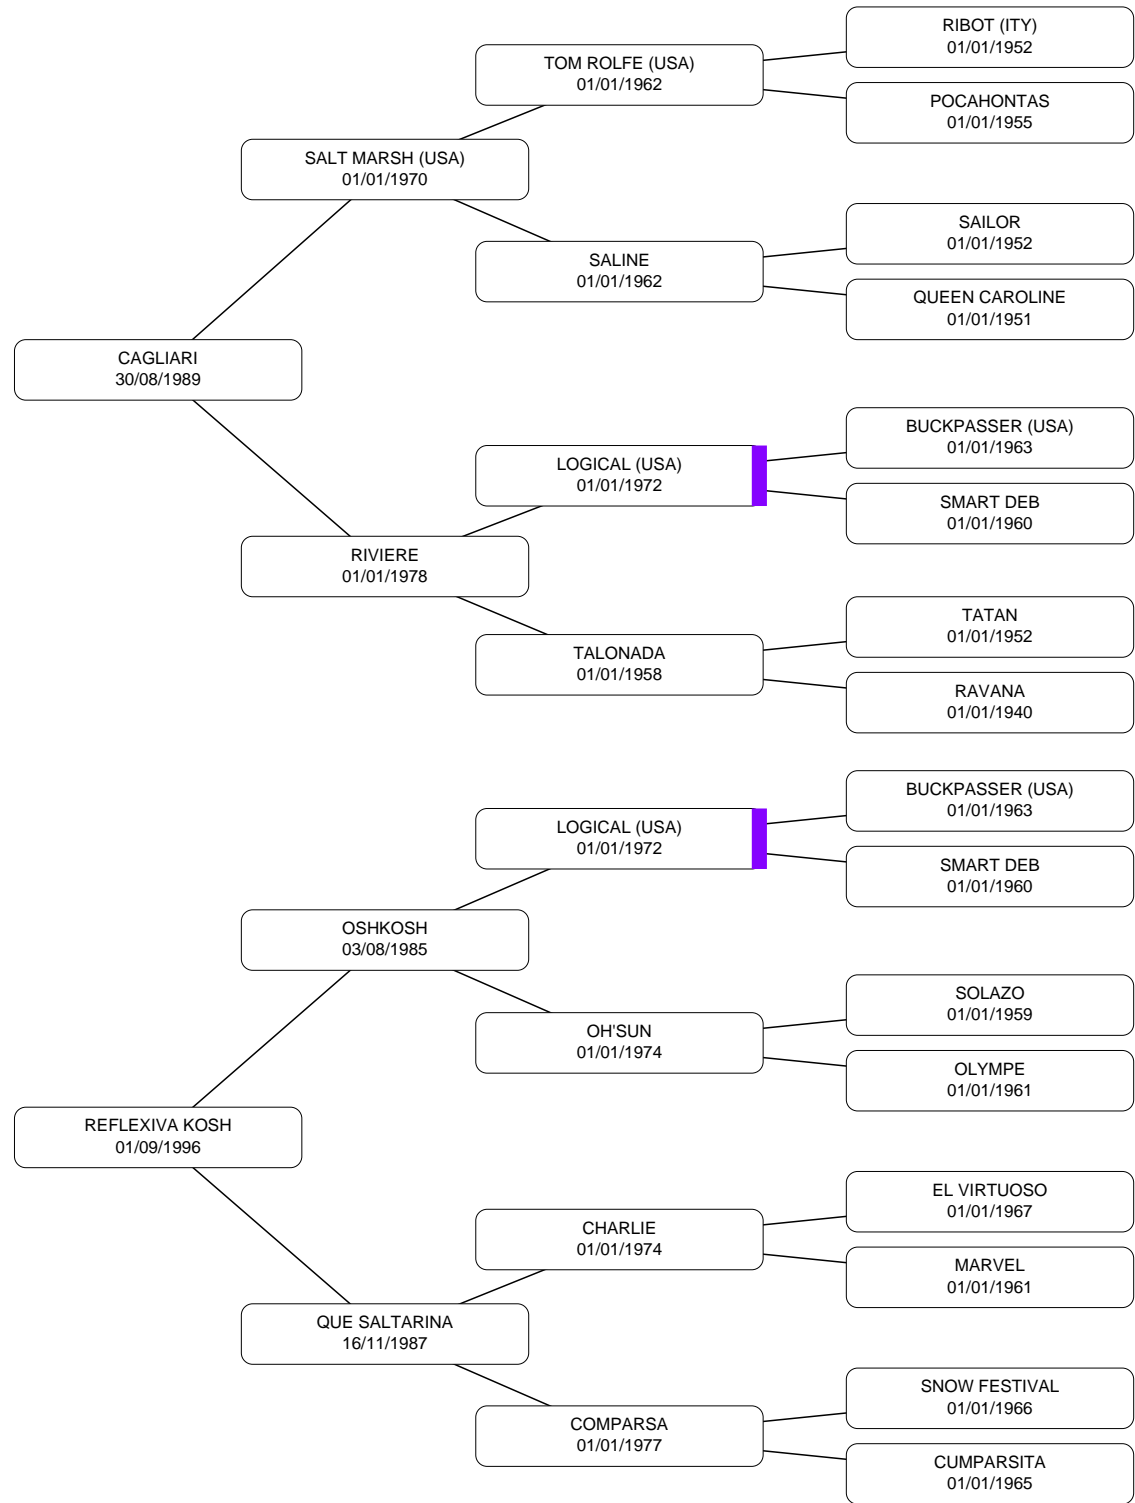 RIBOT (ITY)
01/01/1952
TOM ROLFE (USA)
01/01/1962
POCAHONTAS
01/01/1955
SALT MARSH (USA)
01/01/1970
SAILOR
01/01/1952
SALINE
01/01/1962
QUEEN CAROLINE
01/01/1951
CAGLIARI
30/08/1989
BUCKPASSER (USA)
01/01/1963
LOGICAL (USA)
01/01/1972
SMART DEB
01/01/1960
RIVIERE
01/01/1978
TATAN
01/01/1952
TALONADA
01/01/1958
RAVANA
01/01/1940
BUCKPASSER (USA)
01/01/1963
LOGICAL (USA)
01/01/1972
SMART DEB
01/01/1960
OSHKOSH
03/08/1985
SOLAZO
01/01/1959
OH'SUN
01/01/1974
OLYMPE
01/01/1961
REFLEXIVA KOSH
01/09/1996
EL VIRTUOSO
01/01/1967
CHARLIE
01/01/1974
MARVEL
01/01/1961
QUE SALTARINA
16/11/1987
SNOW FESTIVAL
01/01/1966
COMPARSA
01/01/1977
CUMPARSITA
01/01/1965